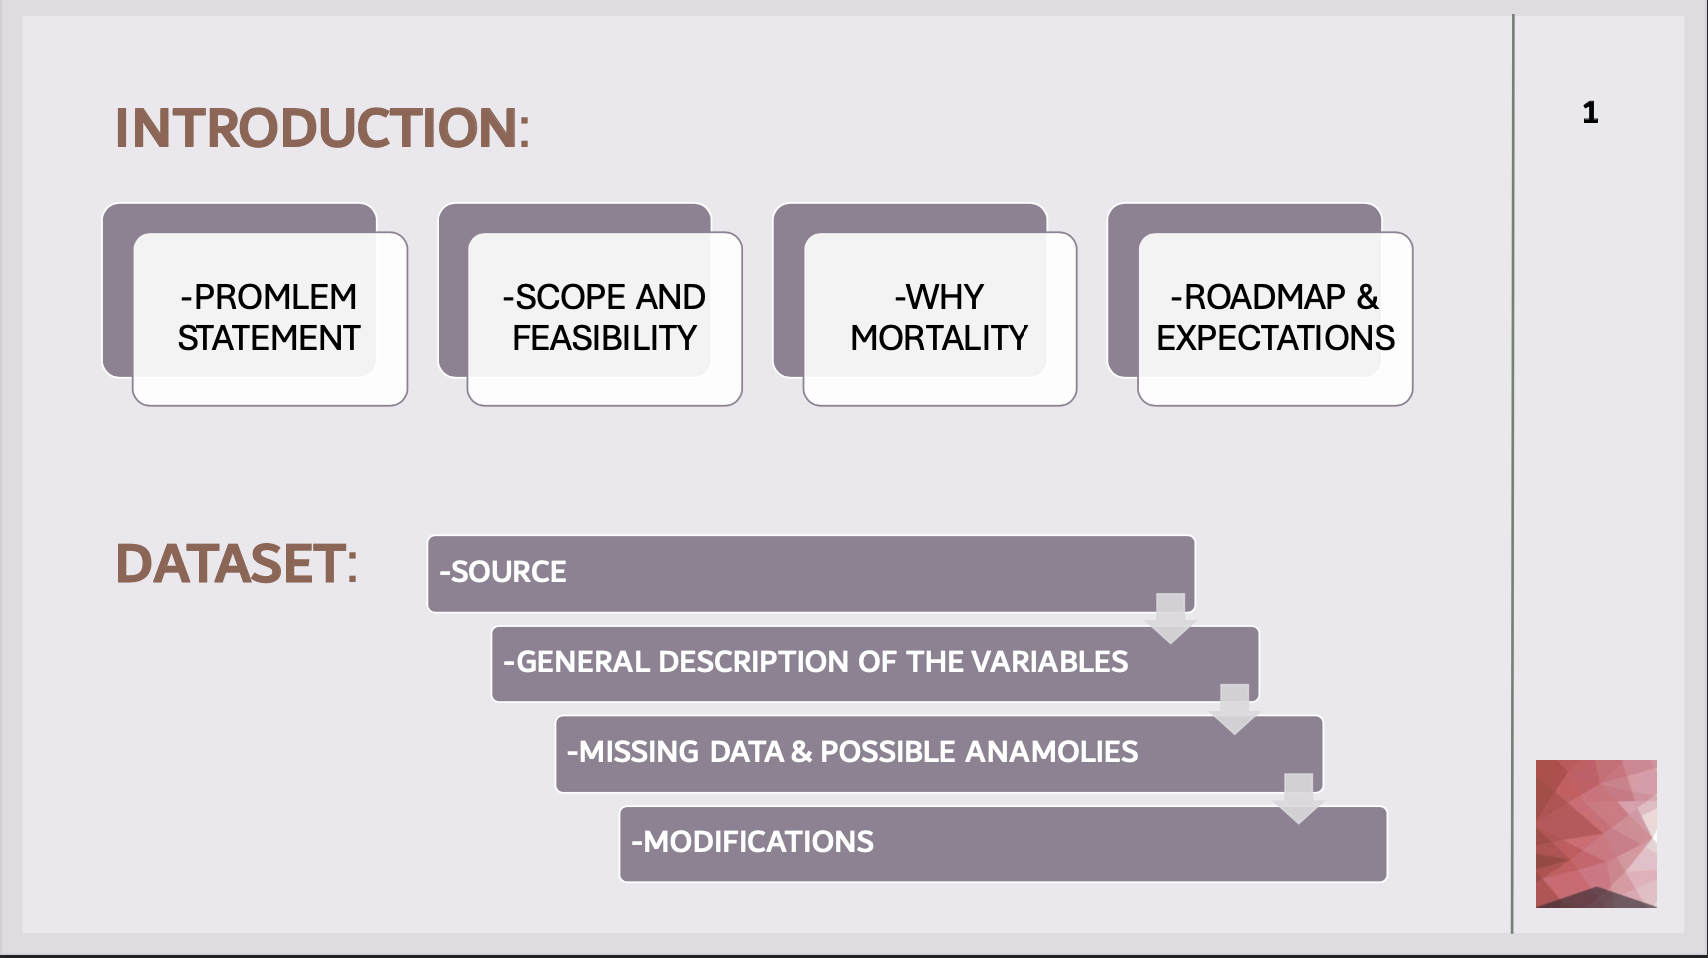 INTRODUCTION:
1
-PROMLEM
STATEMENT
-SCOPE AND
FEASIBILITY
-WHY
MORTALITY
-ROADMAP &
EXPECTATIONS
DATASET:
-SOURCE
-GENERAL DESCRIPTION OF THE VARIABLES
-MISSING DATA & POSSIBLE ANAMOLIES
-MODIFICATIONS